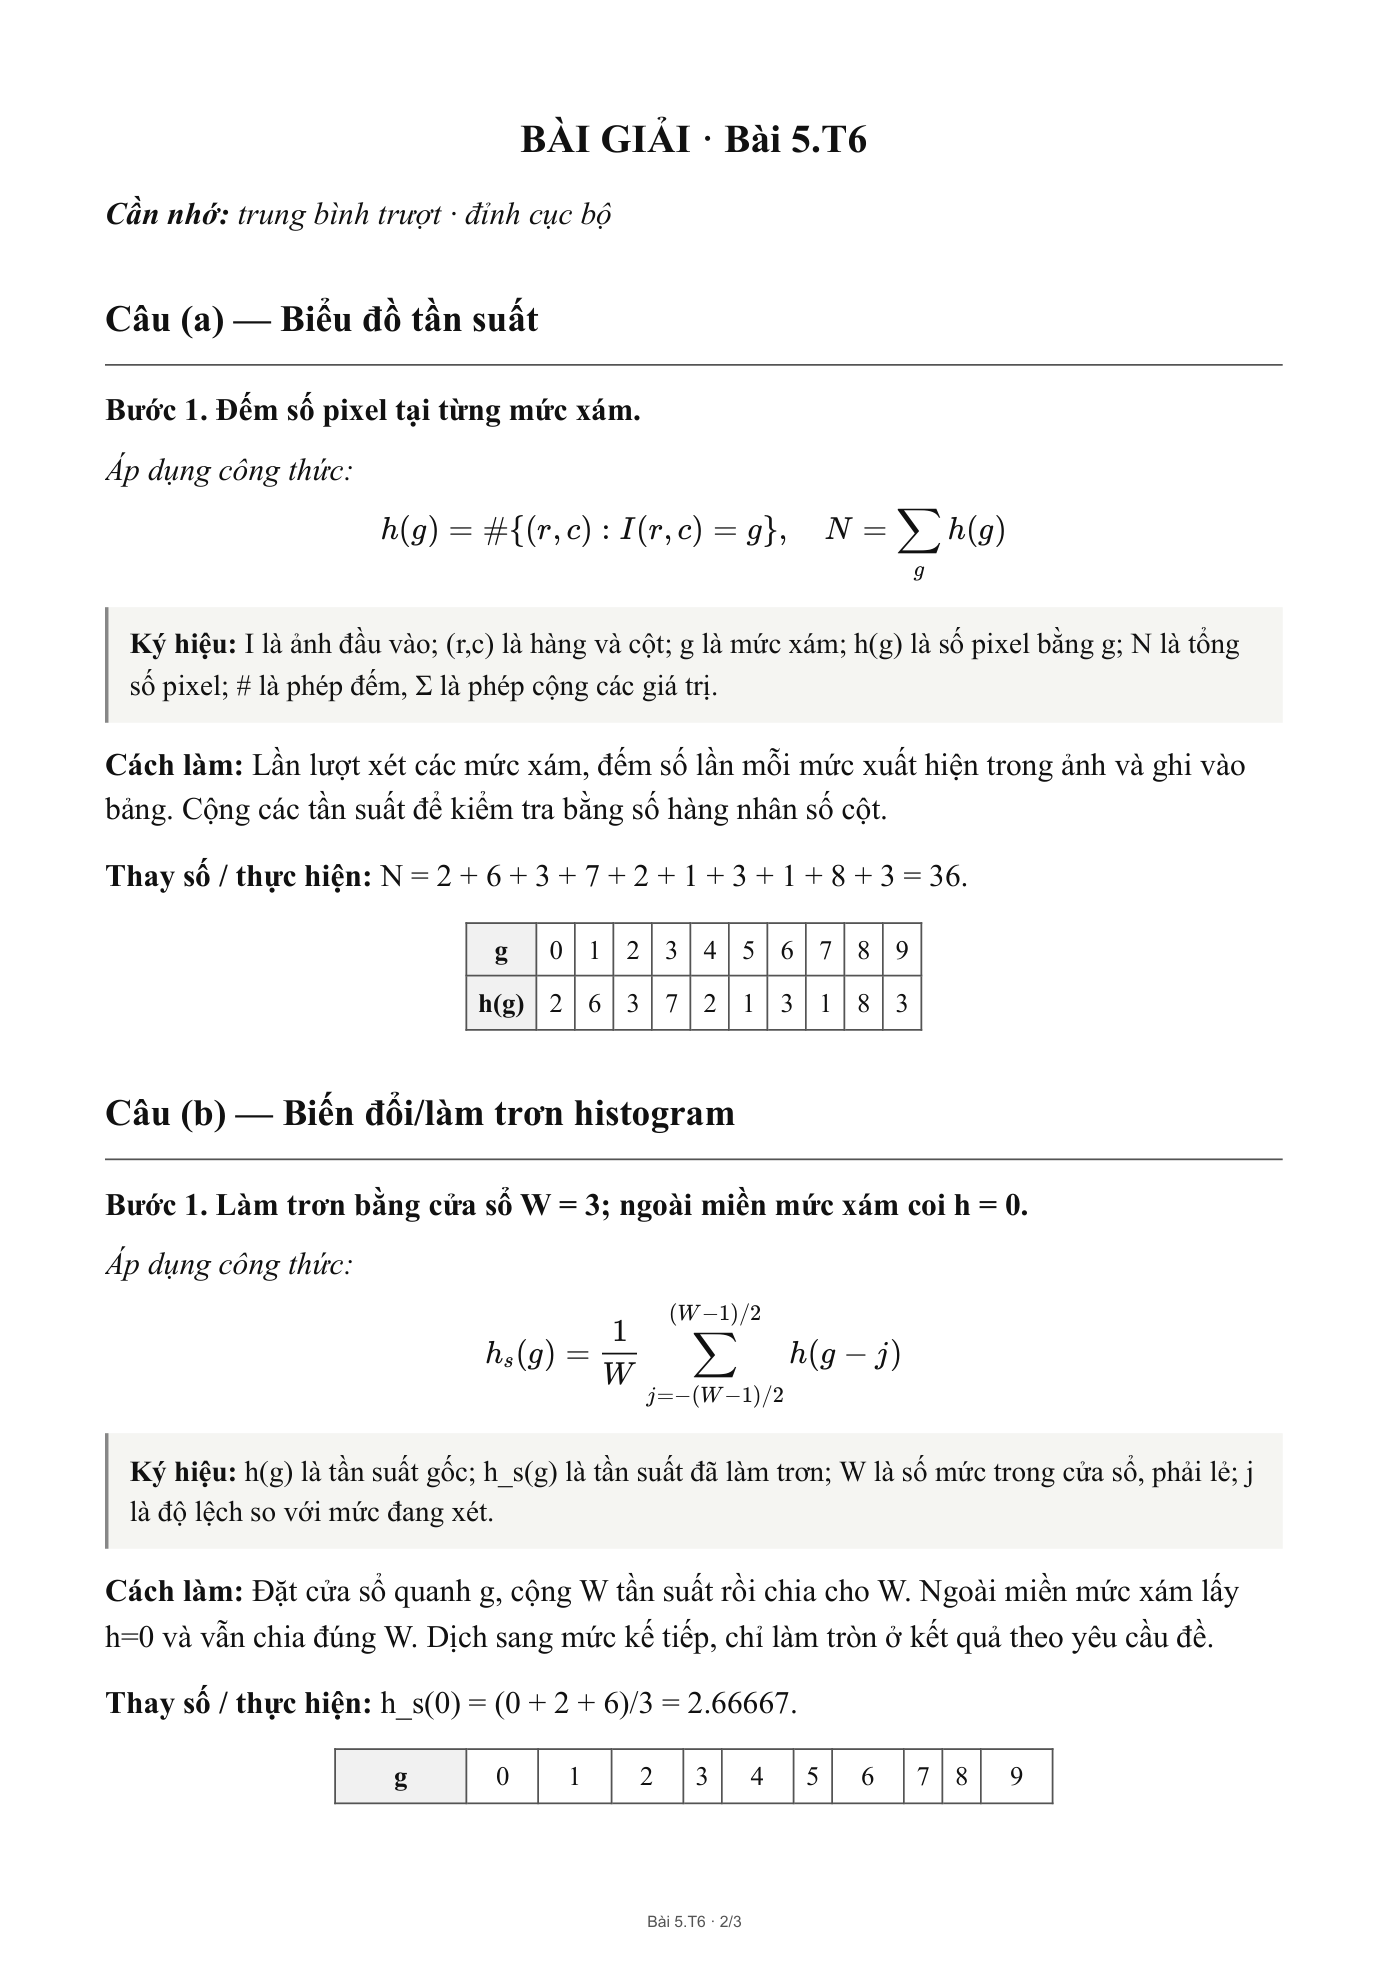 BÀI GIẢI · Bài 5.T6
Cần nhớ: trung bình trượt · đỉnh cục bộ
Câu (a) — Biểu đồ tần suất
Bước 1. Đếm số pixel tại từng mức xám.
Áp dụng công thức:
h(g) = #{(r, c) : I(r, c) = g},    N = ∑_g h(g)
Ký hiệu: I là ảnh đầu vào; (r,c) là hàng và cột; g là mức xám; h(g) là số pixel bằng g; N là tổng
số pixel; # là phép đếm, Σ là phép cộng các giá trị.
Cách làm: Lần lượt xét các mức xám, đếm số lần mỗi mức xuất hiện trong ảnh và ghi vào
bảng. Cộng các tần suất để kiểm tra bằng số hàng nhân số cột.
Thay số / thực hiện: N = 2 + 6 + 3 + 7 + 2 + 1 + 3 + 1 + 8 + 3 = 36.
g 0 1 2 3 4 5 6 7 8 9
h(g) 2 6 3 7 2 1 3 1 8 3
Câu (b) — Biến đổi/làm trơn histogram
Bước 1. Làm trơn bằng cửa sổ W = 3; ngoài miền mức xám coi h = 0.
Áp dụng công thức:
h_s(g) = \frac{1}{W} ∑_{j=−(W−1)/2}^{(W−1)/2} h(g − j)
Ký hiệu: h(g) là tần suất gốc; h_s(g) là tần suất đã làm trơn; W là số mức trong cửa sổ, phải lẻ; j
là độ lệch so với mức đang xét.
Cách làm: Đặt cửa sổ quanh g, cộng W tần suất rồi chia cho W. Ngoài miền mức xám lấy
h=0 và vẫn chia đúng W. Dịch sang mức kế tiếp, chỉ làm tròn ở kết quả theo yêu cầu đề.
Thay số / thực hiện: h_s(0) = (0 + 2 + 6)/3 = 2.66667.
g 0 1 2 3 4 5 6 7 8 9
Bài 5.T6 · 2/3